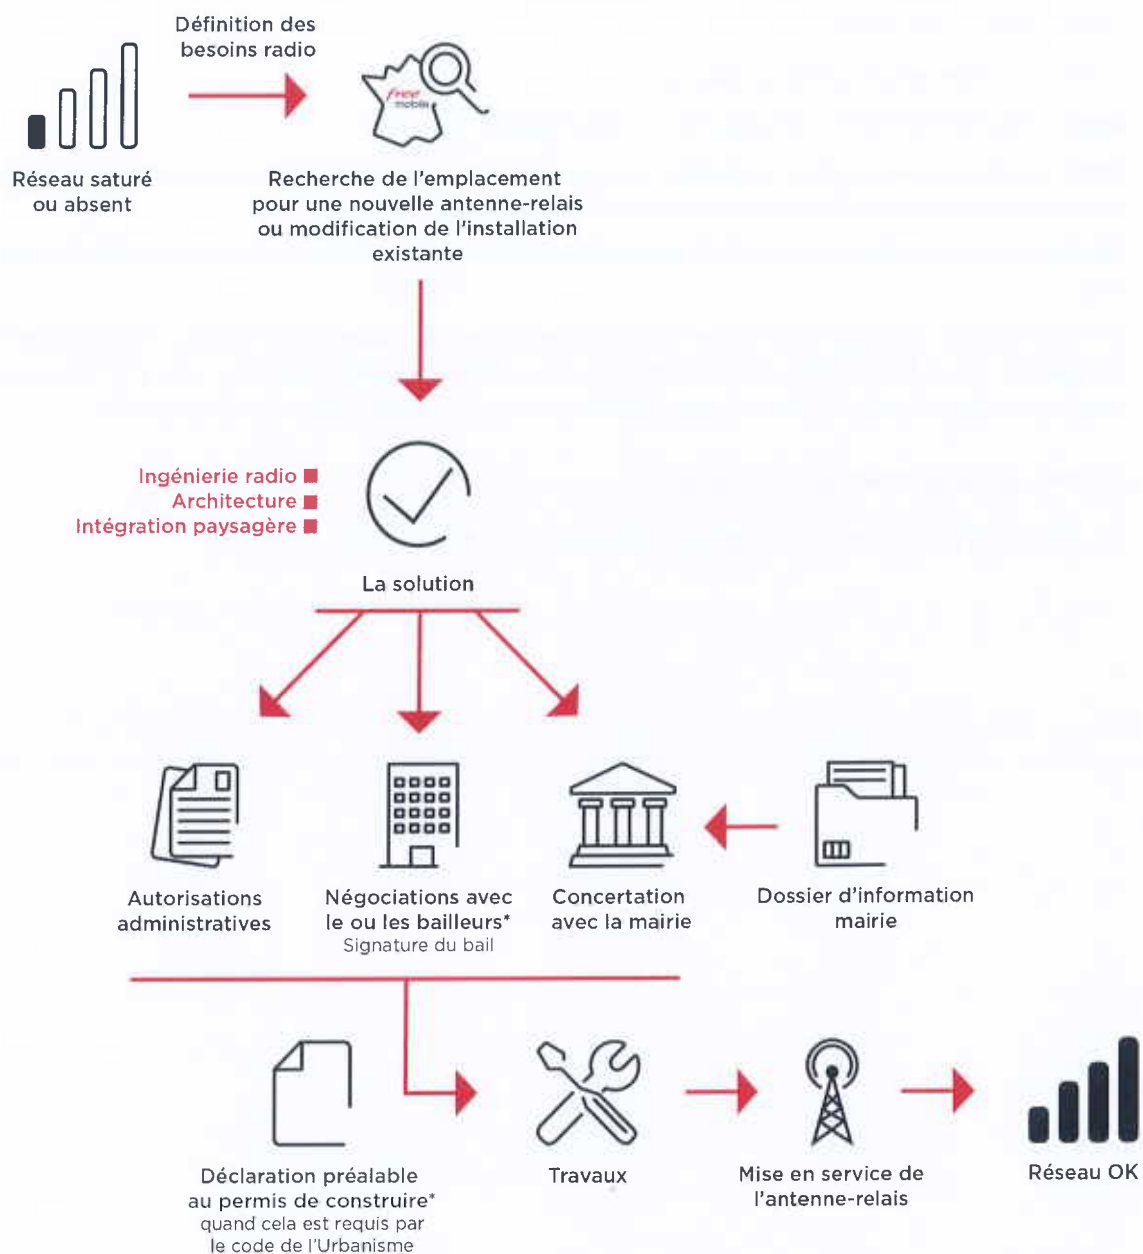 Définition des
besoins radio
free
mobile
Réseau saturé
ou absent
Recherche de l'emplacement
pour une nouvelle antenne-relais
ou modification de l'installation
existante
Ingénierie radio
Architecture
Intégration paysagère
La solution
Autorisations
administratives
Négociations avec
le ou les bailleurs*
Signature du bail
Concertation
avec la mairie
Dossier d'information
mairie
Déclaration préalable
au permis de construire*
quand cela est requis par
le code de l'Urbanisme
Travaux
Mise en service de
l'antenne-relais
Réseau OK